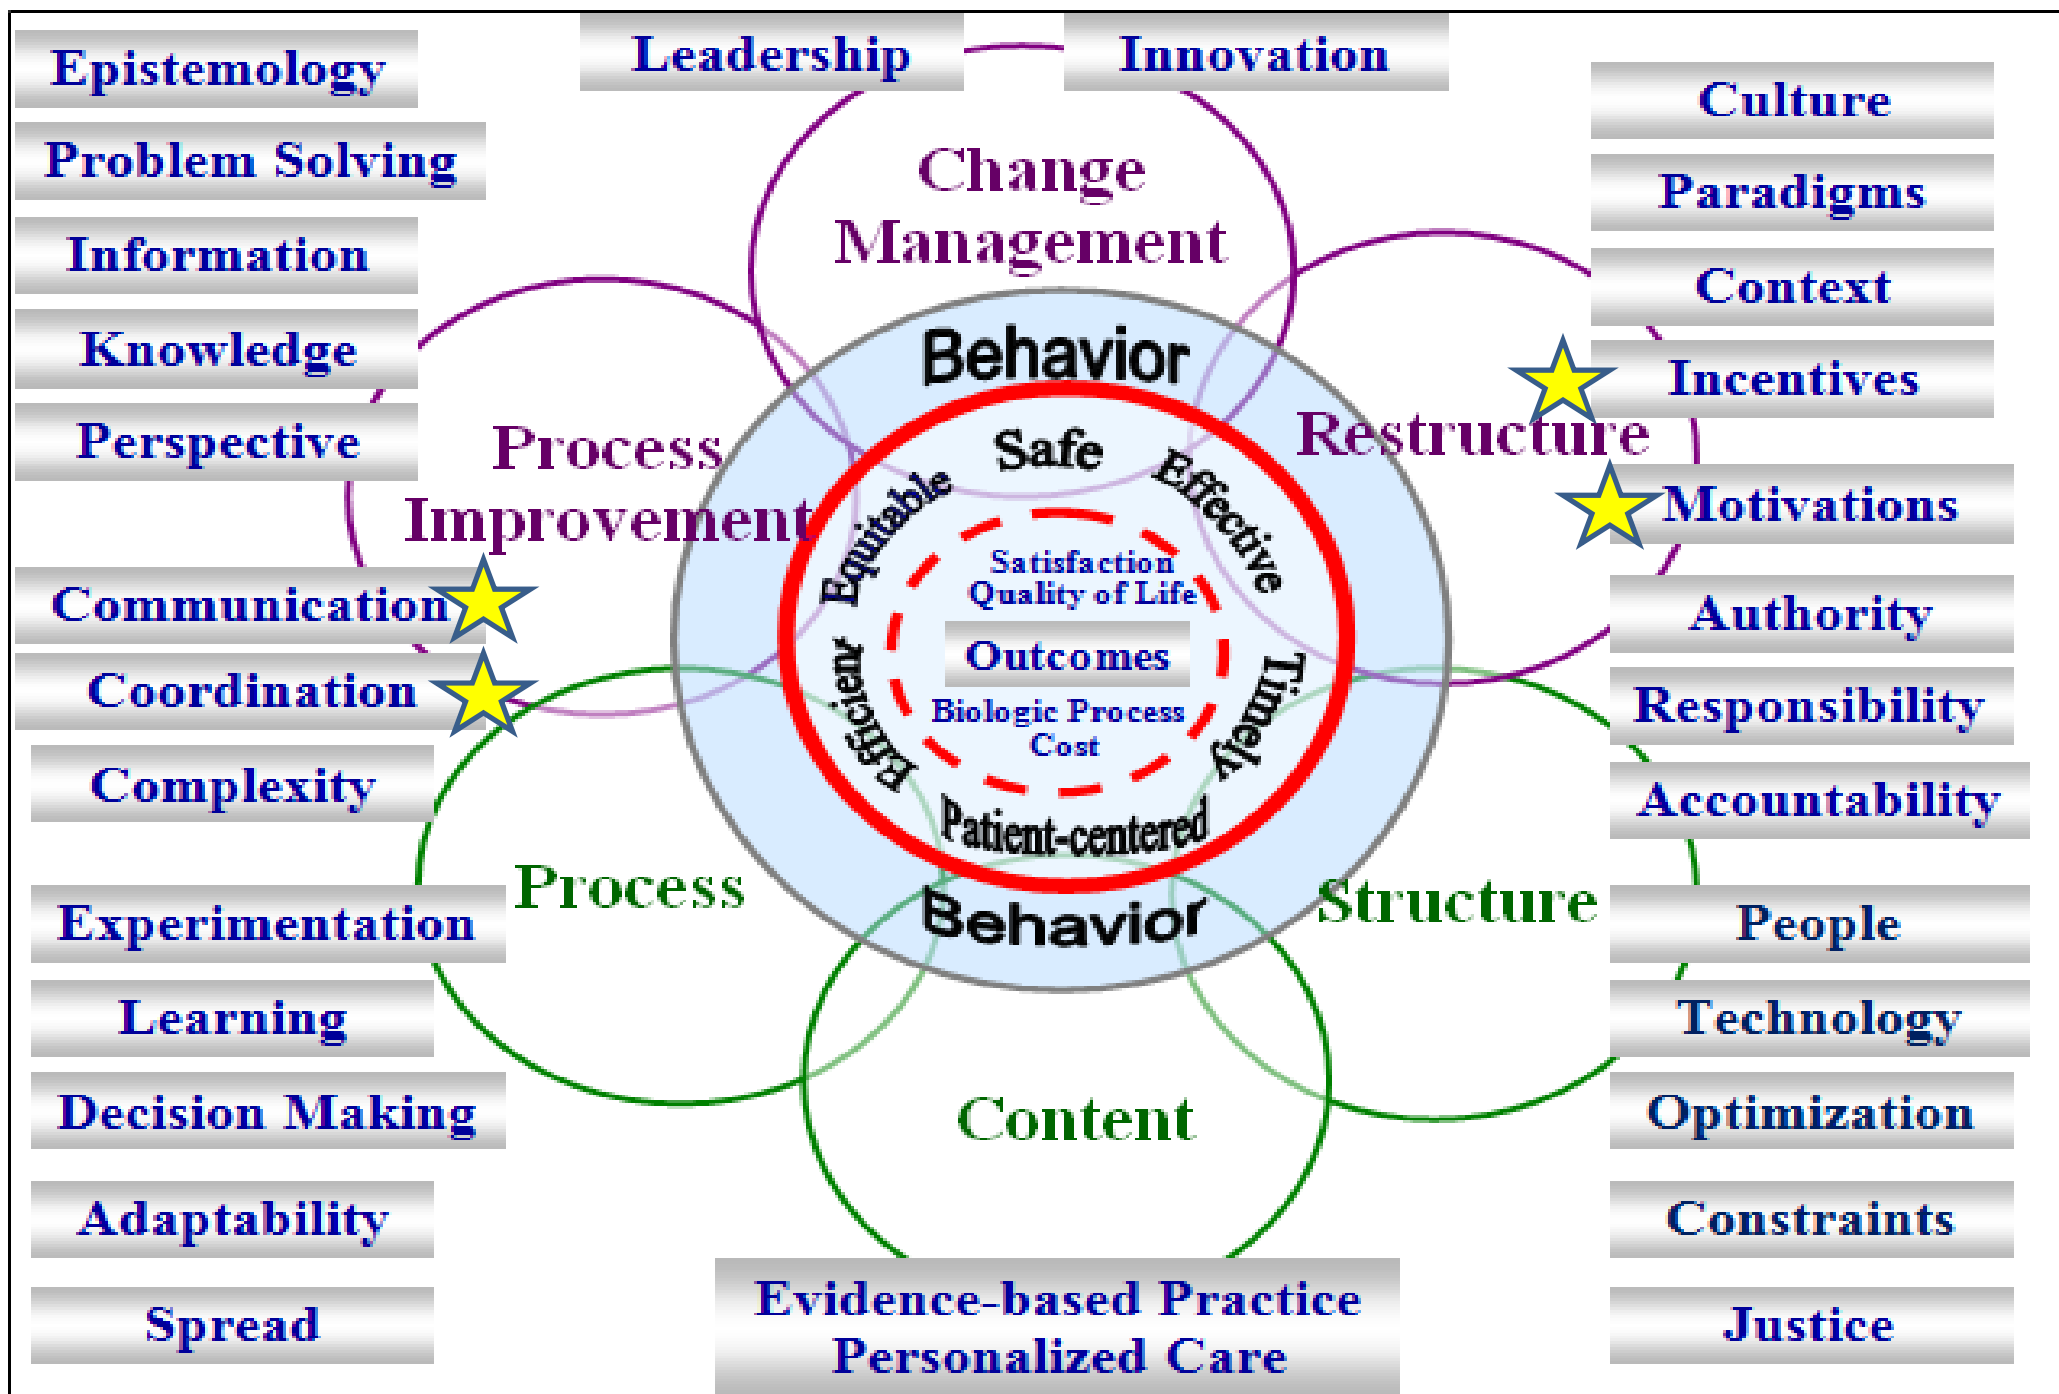 Leadership
Innovation
Epistemology
Problem Solving
Information
Knowledge
Perspective
Communication
Coordination
Complexity
Experimentation
Learning
Decision Making
Adaptability
Spread
Change
Management
Process
Improvement
Restructure
Behavior
Safe
Effective
Timely
Patient-centered
Efficient
Equitable
Satisfaction
Quality of Life
Outcomes
Biologic Process
Cost
Behavior
Process
Structure
Content
Evidence-based Practice
Personalized Care
Culture
Paradigms
Context
Incentives
Motivations
Authority
Responsibility
Accountability
People
Technology
Optimization
Constraints
Justice